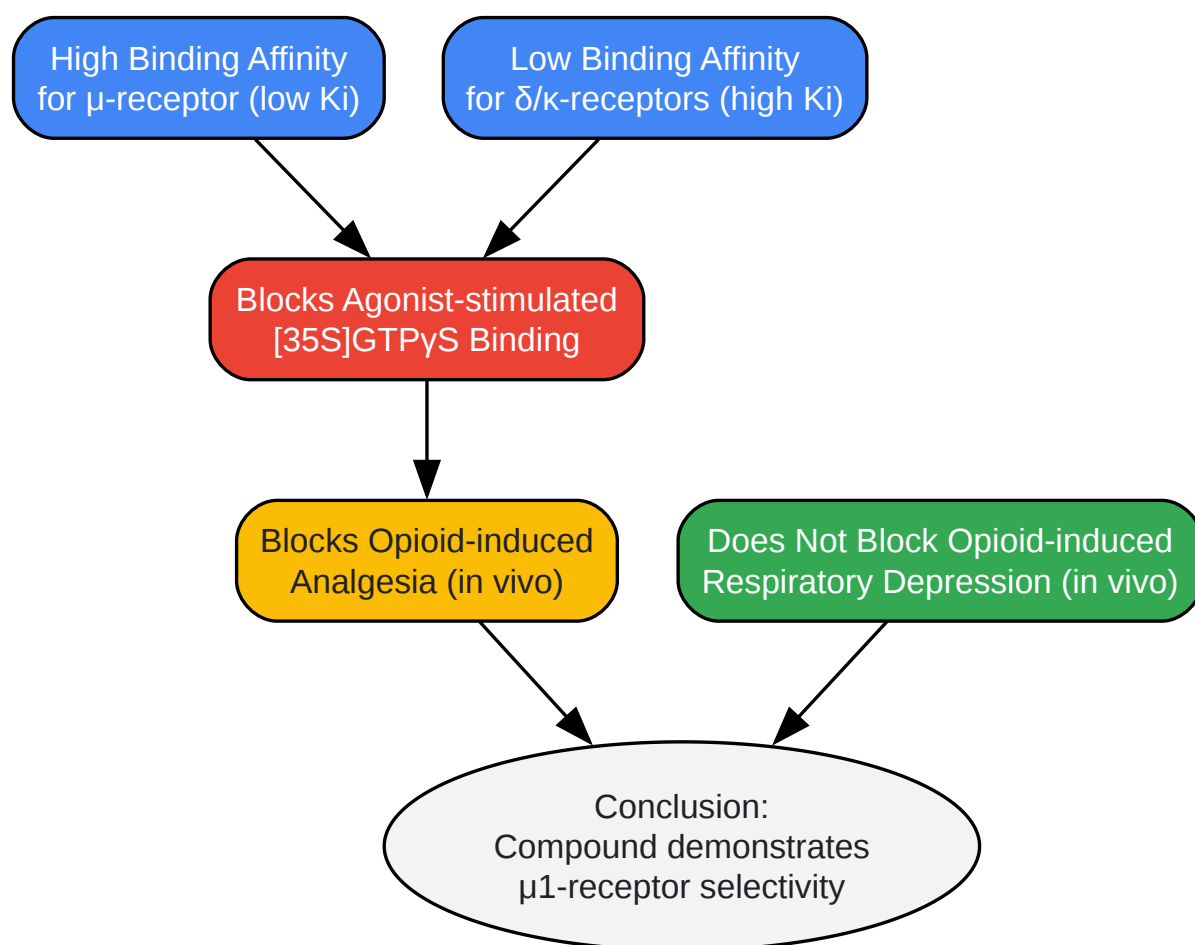 High Binding Affinity
for μ-receptor (low Ki)
Low Binding Affinity
for δ/κ-receptors (high Ki)
Blocks Agonist-stimulated
[35S]GTPγS Binding
Blocks Opioid-induced
Analgesia (in vivo)
Does Not Block Opioid-induced
Respiratory Depression (in vivo)
Conclusion:
Compound demonstrates
μ1-receptor selectivity